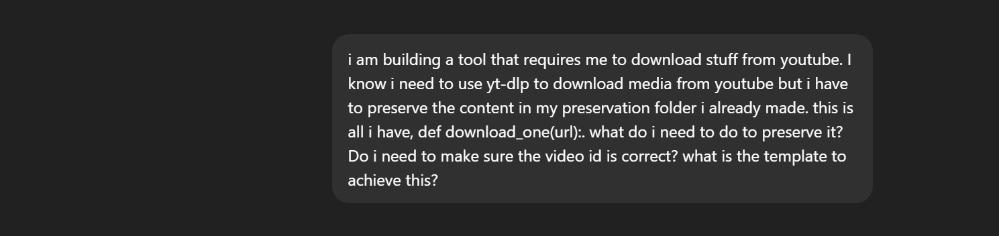 i am building a tool that requires me to download stuff from youtube. I
know i need to use yt-dlp to download media from youtube but i have
to preserve the content in my preservation folder i already made. this is
all i have, def download_one(url):. what do i need to do to preserve it?
Do i need to make sure the video id is correct? what is the template to
achieve this?